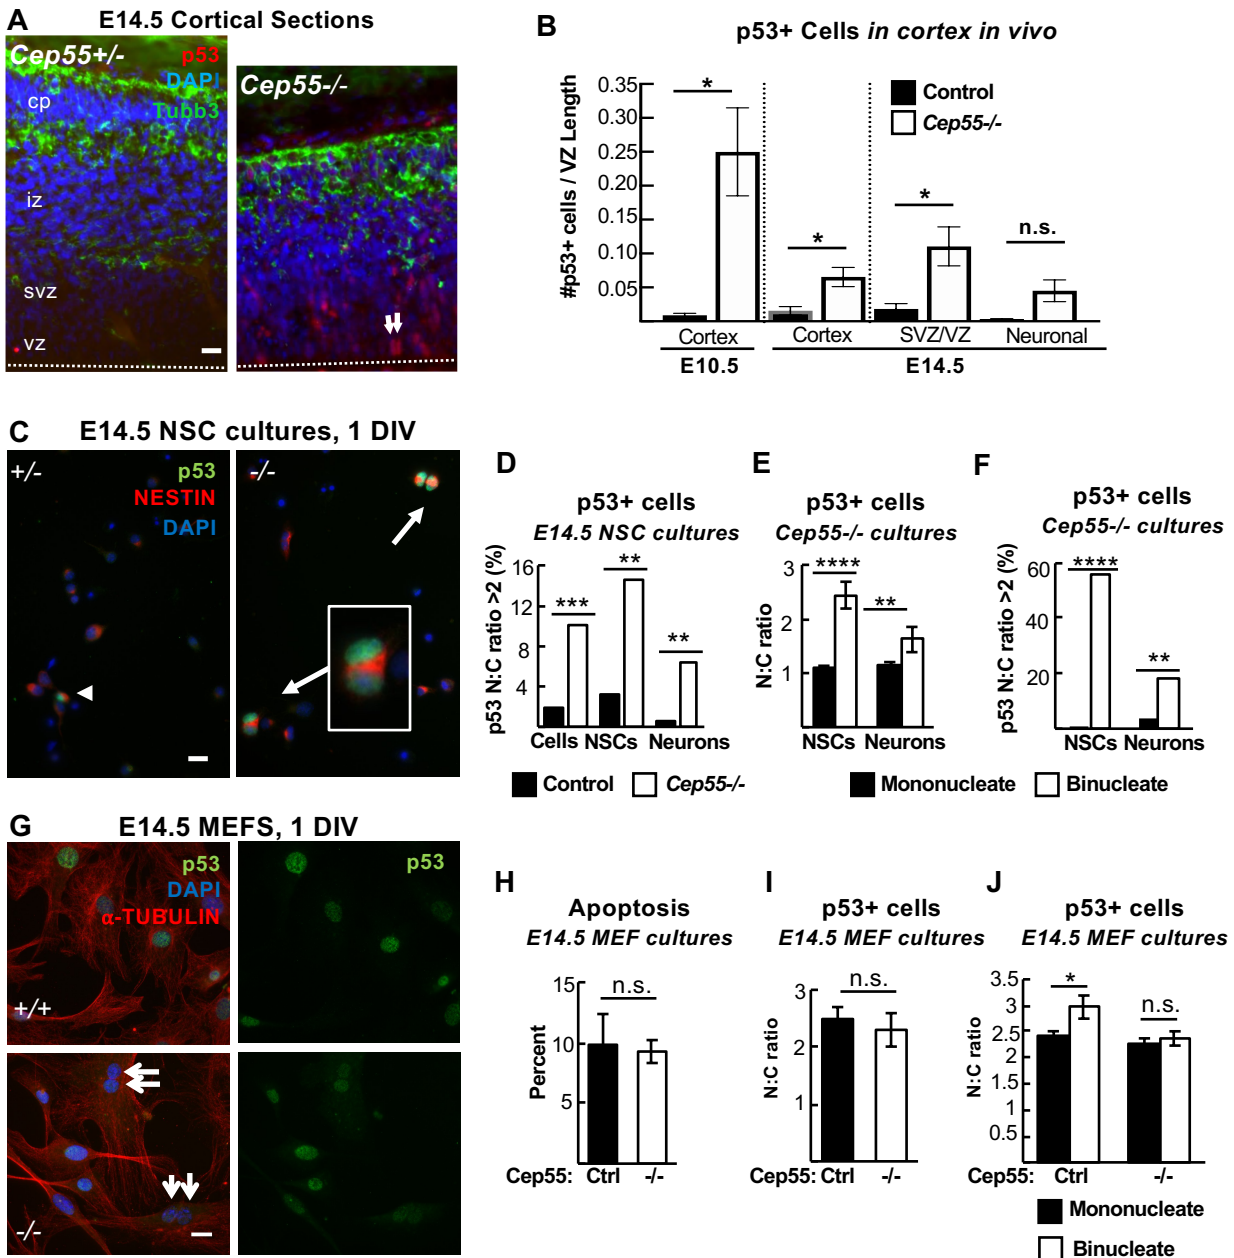 A E14.5 Cortical Sections
Cep55+/-
p53
DAPI
Tubb3
cp
iz
svz
vz
Cep55-/-
B p53+ Cells in cortex in vivo
#p53+ cells / VZ Length
0.35
0.30
0.25
0.20
0.15
0.10
0.05
Control
Cep55-/-
*
*
*
n.s.
Cortex Cortex SVZ/VZ Neuronal
E10.5 E14.5
C E14.5 NSC cultures, 1 DIV
+/-
p53
NESTIN
DAPI
-/-
D
p53+ cells
E14.5 NSC cultures
p53 N:C ratio >2 (%)
16
12
8
4
***
**
**
Cells NSCs Neurons
Control Cep55-/-
E
p53+ cells
Cep55-/- cultures
N:C ratio
3
2
1
****
**
NSCs Neurons
F
p53+ cells
Cep55-/- cultures
p53 N:C ratio >2 (%)
60
40
20
****
**
NSCs Neurons
Mononucleate Binucleate
G E14.5 MEFS, 1 DIV
p53
DAPI
α-TUBULIN
+/+
p53
-/-
H
Apoptosis
E14.5 MEF cultures
Percent
15
10
5
n.s.
Cep55: Ctrl -/-
I
p53+ cells
E14.5 MEF cultures
N:C ratio
3
2
1
n.s.
Cep55: Ctrl -/-
J
p53+ cells
E14.5 MEF cultures
N:C ratio
3.5
3
2.5
2
1.5
1
0.5
*
n.s.
Cep55: Ctrl -/-
Mononucleate
Binucleate